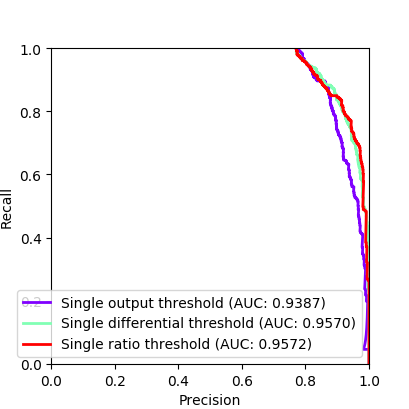 1.0
0.8
0.6
0.4
0.2
0.0
Recall
Single output threshold (AUC: 0.9387)
Single differential threshold (AUC: 0.9570)
Single ratio threshold (AUC: 0.9572)
0.0 0.2 0.4 0.6 0.8 1.0
Precision